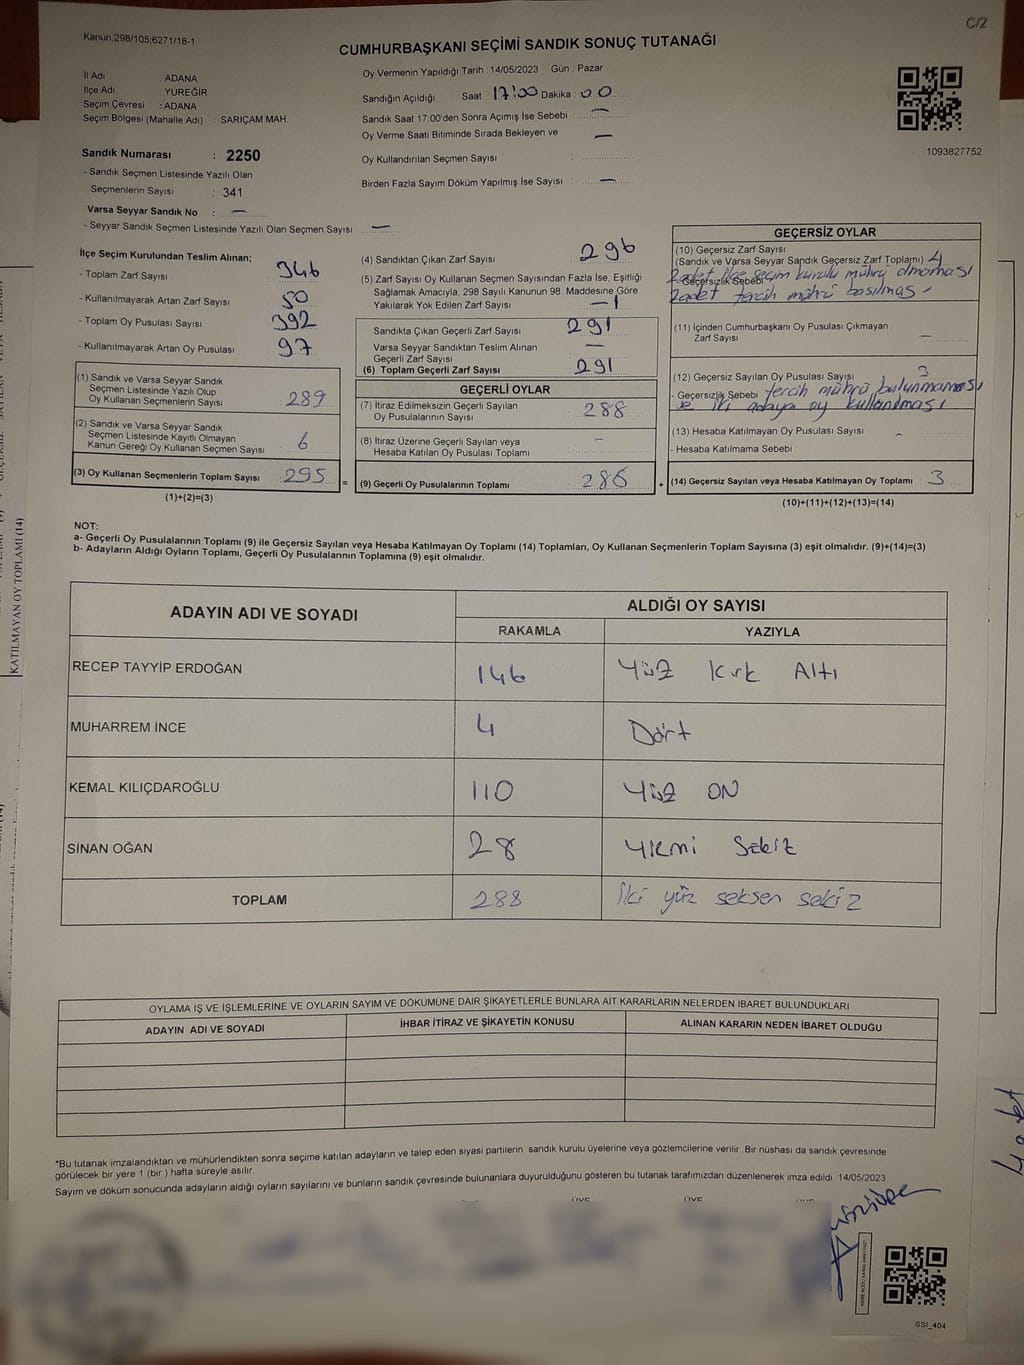 C/2
Kanun,298/105;6271/18-1
CUMHURBAŞKANI SEÇİMİ SANDIK SONUÇ TUTANAĞI
İl Adı ADANA
İlçe Adı : YÜREĞİR
Seçim Çevresi : ADANA
Seçim Bölgesi (Mahalle Adı) : SARIÇAM MAH.
Sandık Numarası : 2250
- Sandık Seçmen Listesinde Yazılı Olan
Seçmenlerin Sayısı : 341
Varsa Seyyar Sandık No : —
- Seyyar Sandık Seçmen Listesinde Yazılı Olan Seçmen Sayısı —
Oy Vermenin Yapıldığı Tarih : 14/05/2023 Gün : Pazar
Sandığın Açıldığı Saat : 17:00 Dakika : 00
Sandık Saat 17:00'den Sonra Açımış İse Sebebi : —
Oy Verme Saati Bitiminde Sırada Bekleyen ve —
Oy Kullandırılan Seçmen Sayısı :
Birden Fazla Sayım Döküm Yapılmış İse Sayısı : —
1093827752
İlçe Seçim Kurulundan Teslim Alınan;
- Toplam Zarf Sayısı 346
- Kullanılmayarak Artan Zarf Sayısı 50
- Toplam Oy Pusulası Sayısı 392
- Kullanılmayarak Artan Oy Pusulası 97
(1) Sandık ve Varsa Seyyar Sandık
Seçmen Listesinde Yazılı Olup
Oy Kullanan Seçmenlerin Sayısı 289
(2) Sandık ve Varsa Seyyar Sandık
Seçmen Listesinde Kayıtlı Olmayan
Kanun Gereği Oy Kullanan Seçmen Sayısı 6
(3) Oy Kullanan Seçmenlerin Toplam Sayısı 295 =
(1)+(2)=(3)
(4) Sandıktan Çıkan Zarf Sayısı 296
(5) Zarf Sayısı Oy Kullanan Seçmen Sayısından Fazla İse, Eşitliği
Sağlamak Amacıyla, 298 Sayılı Kanunun 98. Maddesine Göre
Yakılarak Yok Edilen Zarf Sayısı —1
Sandıkta Çıkan Geçerli Zarf Sayısı 291
Varsa Seyyar Sandıktan Teslim Alınan —
Geçerli Zarf Sayısı
(6) Toplam Geçerli Zarf Sayısı 291
GEÇERLİ OYLAR
(7) İtiraz Edilmeksizin Geçerli Sayılan
Oy Pusulasının Sayısı 288
(8) İtiraz Üzerine Geçerli Sayılan veya —
Hesaba Katılan Oy Pusulası Toplamı
(9) Geçerli Oy Pusulalarının Toplamı 288 +
GEÇERSİZ OYLAR
(10) Geçersiz Zarf Sayısı
(Sandık ve Varsa Seyyar Sandık Geçersiz Zarf Toplamı) 4
- Geçersizlik Sebebi 2 adet ilçe seçim kurulu mührü olmaması
2 adet tercih mührü basılmas
(11) İçinden Cumhurbaşkanı Oy Pusulası Çıkmayan
Zarf Sayısı —
(12) Geçersiz Sayılan Oy Pusulası Sayısı 3
- Geçersizlik Sebebi tercih mührü bulunmaması
ve iki adaya oy kullanılması
(13) Hesaba Katılmayan Oy Pusulası Sayısı –
- Hesaba Katılmama Sebebi
(14) Geçersiz Sayılan veya Hesaba Katılmayan Oy Toplamı 3
(10)+(11)+(12)+(13)=(14)
NOT:
a- Geçerli Oy Pusulalarının Toplamı (9) ile Geçersiz Sayılan veya Hesaba Katılmayan Oy Toplamı (14) Toplamları, Oy Kullanan Seçmenlerin Toplam Sayısına (3) eşit olmalıdır. (9)+(14)=(3)
b- Adayların Aldığı Oyların Toplamı, Geçerli Oy Pusulalarının Toplamına (9) eşit olmalıdır.
ADAYIN ADI VE SOYADI ALDIĞI OY SAYISI
RAKAMLA YAZIYLA
RECEP TAYYİP ERDOĞAN 146 Yüz Kırk Altı
MUHARREM İNCE 4 Dört
KEMAL KILIÇDAROĞLU 110 Yüz ON
SİNAN OĞAN 28 Yirmi Sekiz
TOPLAM 288 İki yüz seksen sekiz
OYLAMA İŞ VE İŞLEMLERİNE VE OYLARIN SAYIM VE DÖKÜMÜNE DAİR ŞİKAYETLERLE BUNLARA AİT KARARLARIN NELERDEN İBARET BULUNDUKLARI
ADAYIN ADI VE SOYADI İHBAR İTİRAZ VE ŞİKAYETİN KONUSU ALINAN KARARIN NEDEN İBARET OLDUĞU
*Bu tutanak imzalandıktan ve mühürlendikten sonra seçime katılan adayların ve talep eden siyasi partilerin sandık kurulu üyelerine veya gözlemcilerine verilir. Bir nüshası da sandık çevresinde
görülecek bir yere 1 (bir ) hafta süreyle asılır.
Sayım ve döküm sonucunda adayların aldığı oyların sayılarını ve bunların sandık çevresinde bulunanlara duyurulduğunu gösteren bu tutanak tarafımızdan düzenlenerek imza edildi 14/05/2023
ÜYE ÜYE
SSI_404
KATILMAYAN OY TOPLAMI (14)